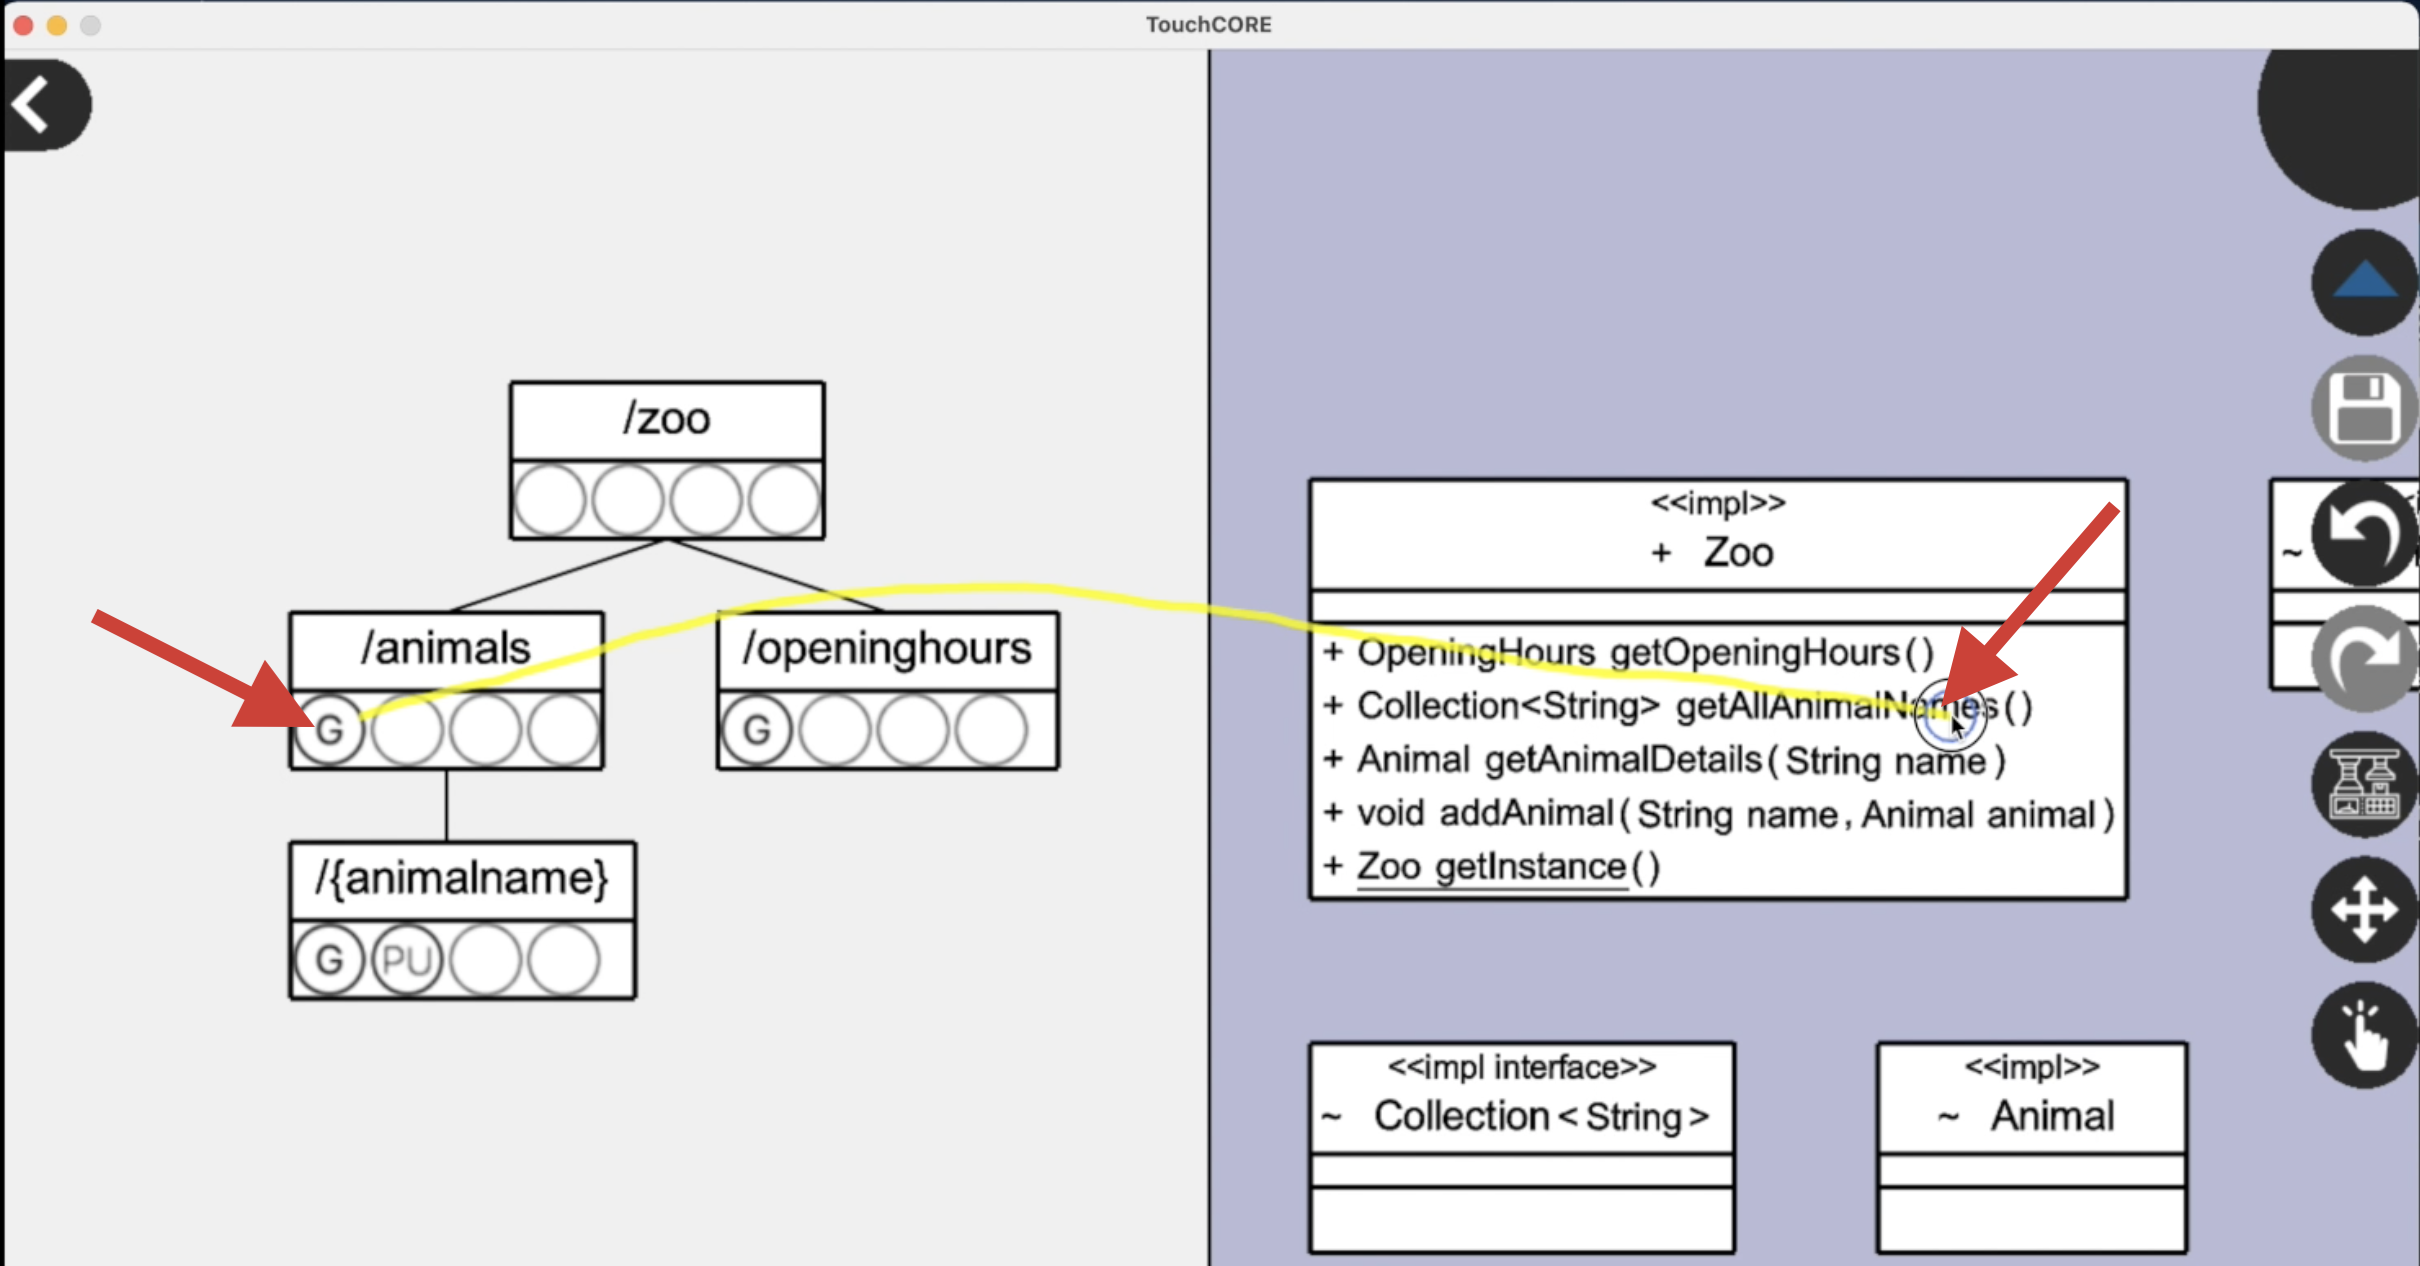 TouchCORE
/zoo
/animals
G
/openinghours
G
/{animalname}
G PU
<<impl>>
+ Zoo
+ OpeningHours getOpeningHours()
+ Collection<String> getAllAnimalNames()
+ Animal getAnimalDetails(String name)
+ void addAnimal(String name, Animal animal)
+ Zoo getInstance()
~
<<impl interface>>
~ Collection<String>
<<impl>>
~ Animal